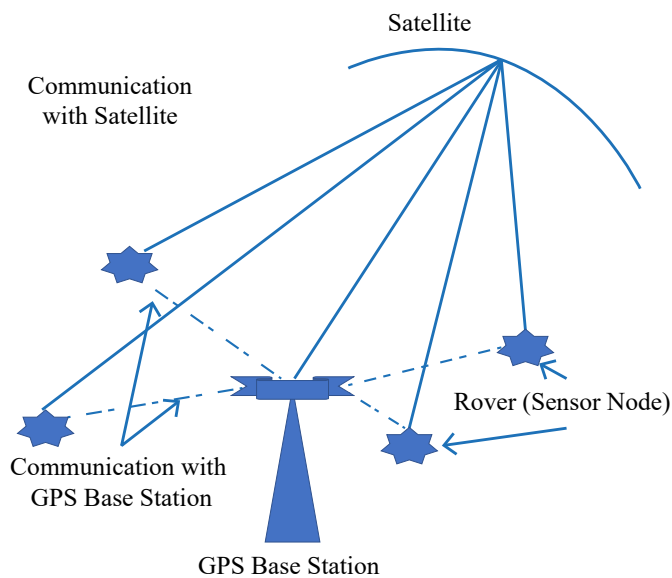 Satellite
Communication
with Satellite
Rover (Sensor Node)
Communication with
GPS Base Station
GPS Base Station